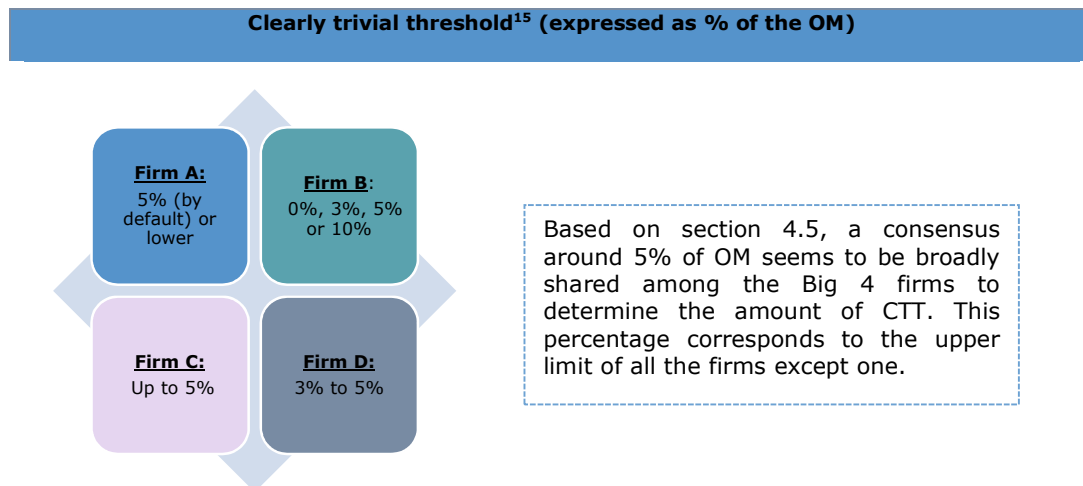 Clearly trivial threshold15 (expressed as % of the OM)
Firm A:
5% (by
default) or
lower
Firm B:
0%, 3%, 5%
or 10%
Based on section 4.5, a consensus
around 5% of OM seems to be broadly
shared among the Big 4 firms to
determine the amount of CTT. This
percentage corresponds to the upper
limit of all the firms except one.
Firm C:
Up to 5%
Firm D:
3% to 5%